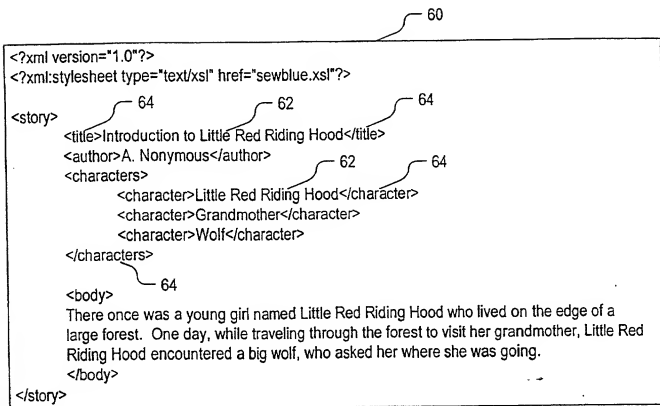 60
<?xml version="1.0"?>
<?xml:stylesheet type="text/xsl" href="sewblue.xsl"?>
64 62 64
<story>
<title>Introduction to Little Red Riding Hood</title>
<author>A. Nonymous</author>
<characters> 62 64
<character>Little Red Riding Hood</character>
<character>Grandmother</character>
<character>Wolf</character>
</characters>
64
<body>
There once was a young girl named Little Red Riding Hood who lived on the edge of a
large forest. One day, while traveling through the forest to visit her grandmother, Little Red
Riding Hood encountered a big wolf, who asked her where she was going.
</body>
</story>